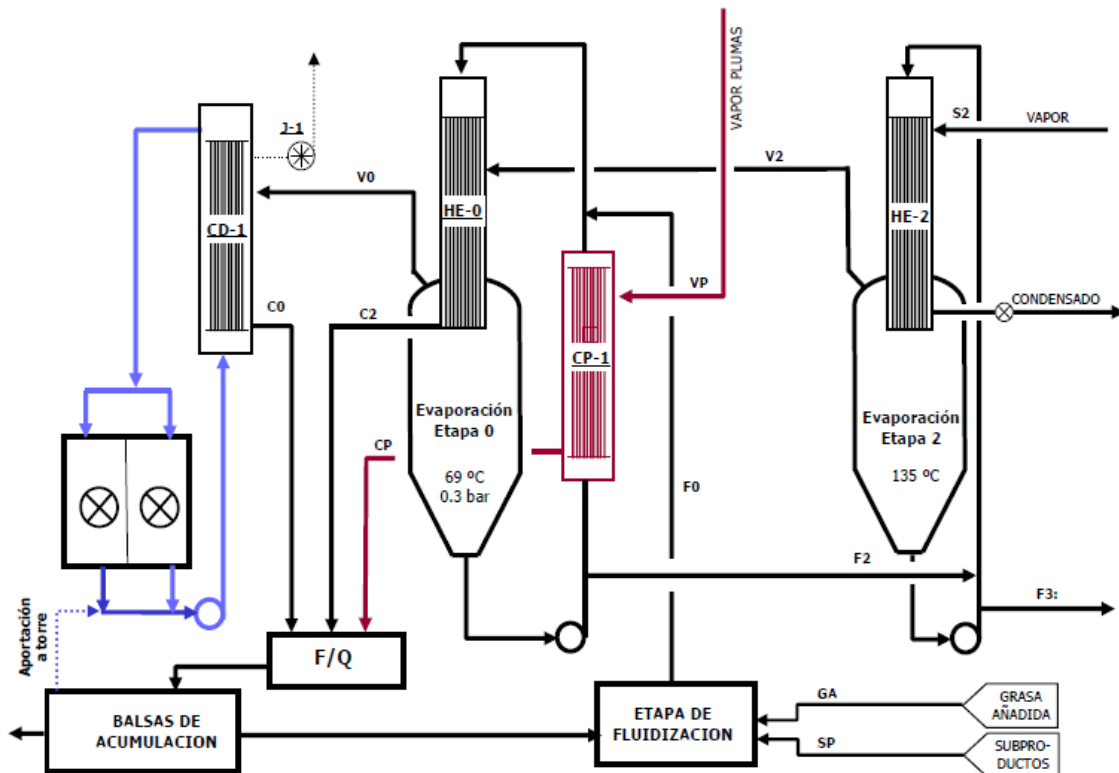 VAPOR PLUMAS
S2
VAPOR
J-1
V2
V0
HE-0
HE-2
CD-1
VP
CONDENSADO
C0
C2
CP-1
Evaporación
Etapa 0
Evaporación
Etapa 2
CP
69 ºC
0.3 bar
135 ºC
F0
F2
F3:
Aportación
a torre
F/Q
BALSAS DE
ACUMULACION
ETAPA DE
FLUIDIZACION
GA
GRASA
AÑADIDA
SP
SUBPRO-
DUCTOS